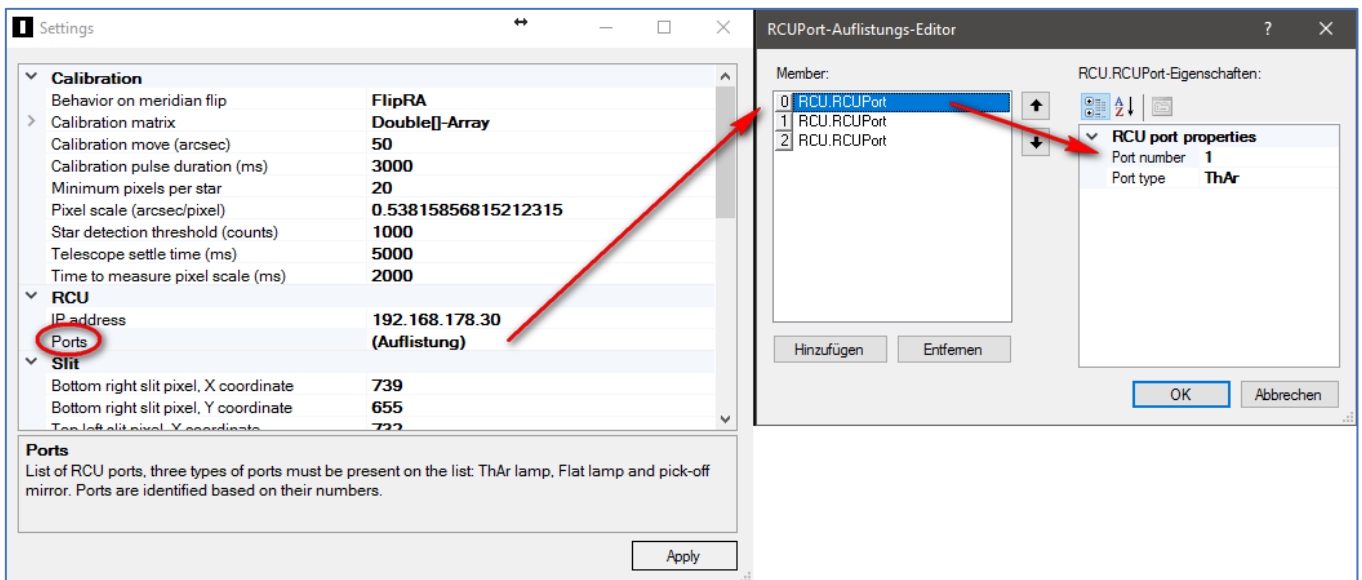 Settings
Calibration
Behavior on meridian flip FlipRA
Calibration matrix Double[]-Array
Calibration move (arcsec) 50
Calibration pulse duration (ms) 3000
Minimum pixels per star 20
Pixel scale (arcsec/pixel) 0.53815856815212315
Star detection threshold (counts) 1000
Telescope settle time (ms) 5000
Time to measure pixel scale (ms) 2000
RCU
IP address 192.168.178.30
Ports (Auflistung)
Slit
Bottom right slit pixel, X coordinate 739
Bottom right slit pixel, Y coordinate 655
Top left slit pixel, X coordinate 732
Ports
List of RCU ports, three types of ports must be present on the list: ThAr lamp, Flat lamp and pick-off
mirror. Ports are identified based on their numbers.
Apply
RCUPort-Auflistungs-Editor ?
Member:
0 RCU.RCUPort
1 RCU.RCUPort
2 RCU.RCUPort
Hinzufügen Entfernen
RCU.RCUPort-Eigenschaften:
RCU port properties
Port number 1
Port type ThAr
OK Abbrechen